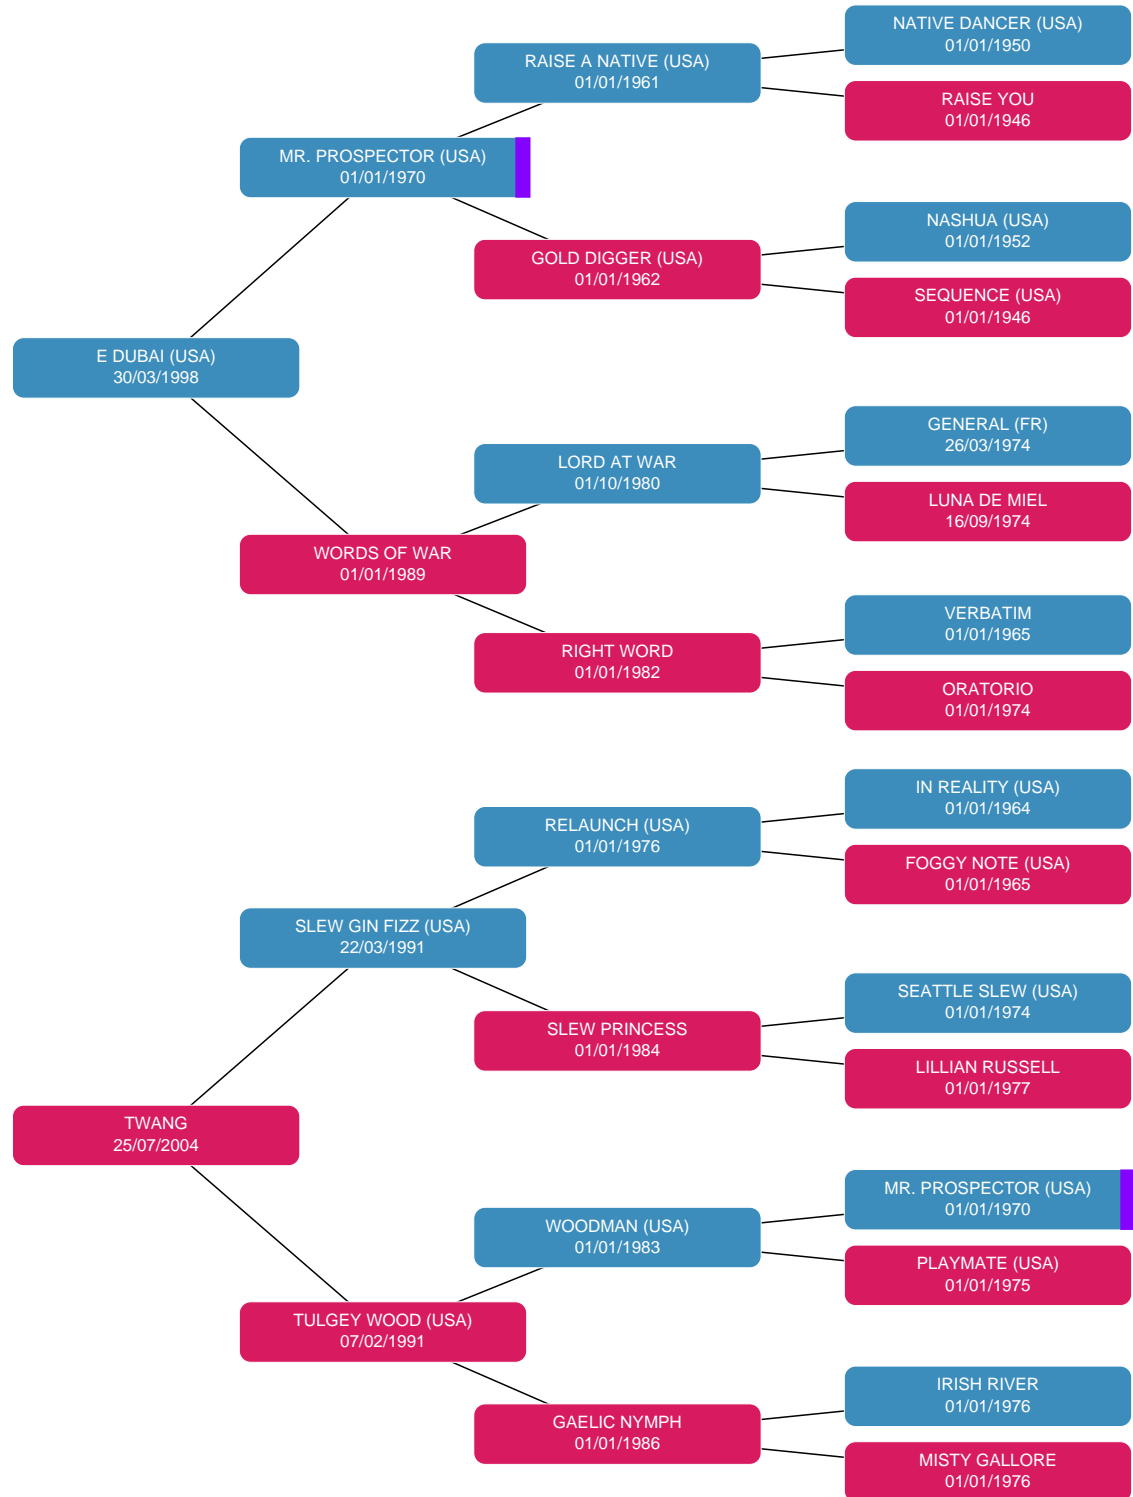 NATIVE DANCER (USA)
01/01/1950
RAISE A NATIVE (USA)
01/01/1961
RAISE YOU
01/01/1946
MR. PROSPECTOR (USA)
01/01/1970
NASHUA (USA)
01/01/1952
GOLD DIGGER (USA)
01/01/1962
SEQUENCE (USA)
01/01/1946
E DUBAI (USA)
30/03/1998
GENERAL (FR)
26/03/1974
LORD AT WAR
01/10/1980
LUNA DE MIEL
16/09/1974
WORDS OF WAR
01/01/1989
VERBATIM
01/01/1965
RIGHT WORD
01/01/1982
ORATORIO
01/01/1974
IN REALITY (USA)
01/01/1964
RELAUNCH (USA)
01/01/1976
FOGGY NOTE (USA)
01/01/1965
SLEW GIN FIZZ (USA)
22/03/1991
SEATTLE SLEW (USA)
01/01/1974
SLEW PRINCESS
01/01/1984
LILLIAN RUSSELL
01/01/1977
TWANG
25/07/2004
MR. PROSPECTOR (USA)
01/01/1970
WOODMAN (USA)
01/01/1983
PLAYMATE (USA)
01/01/1975
TULGEY WOOD (USA)
07/02/1991
IRISH RIVER
01/01/1976
GAELIC NYMPH
01/01/1986
MISTY GALLORE
01/01/1976